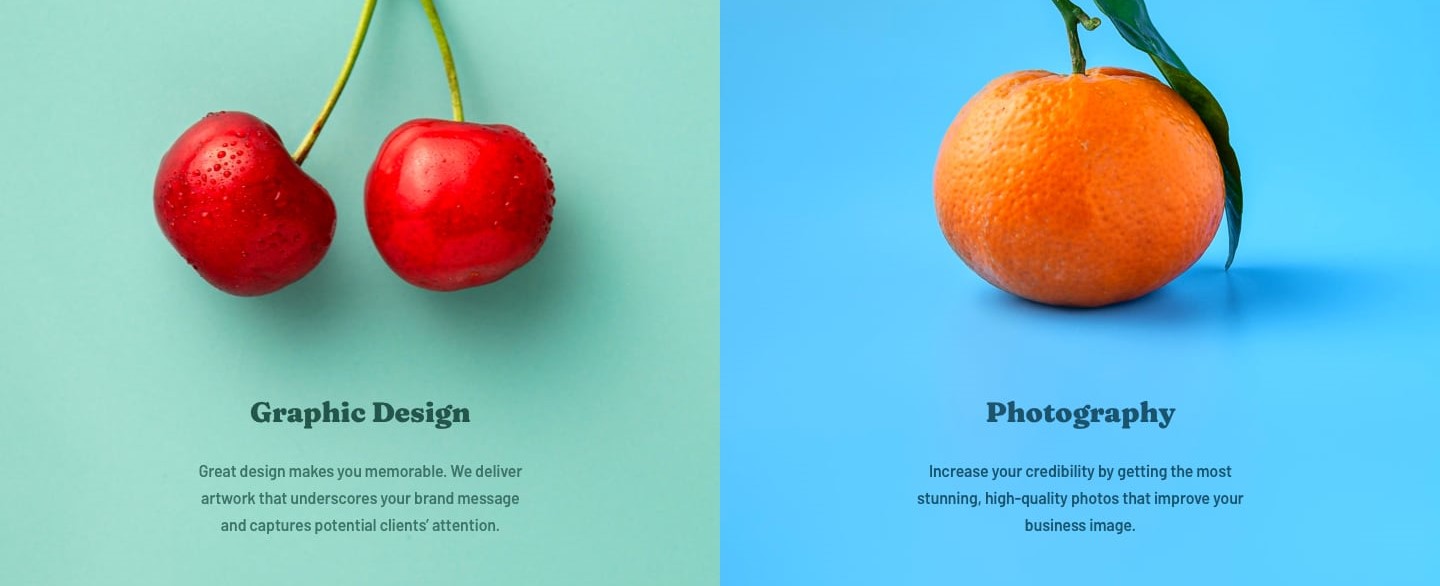 Graphic Design
Great design makes you memorable. We deliver
artwork that underscores your brand message
and captures potential clients’ attention.
Photography
Increase your credibility by getting the most
stunning, high-quality photos that improve your
business image.